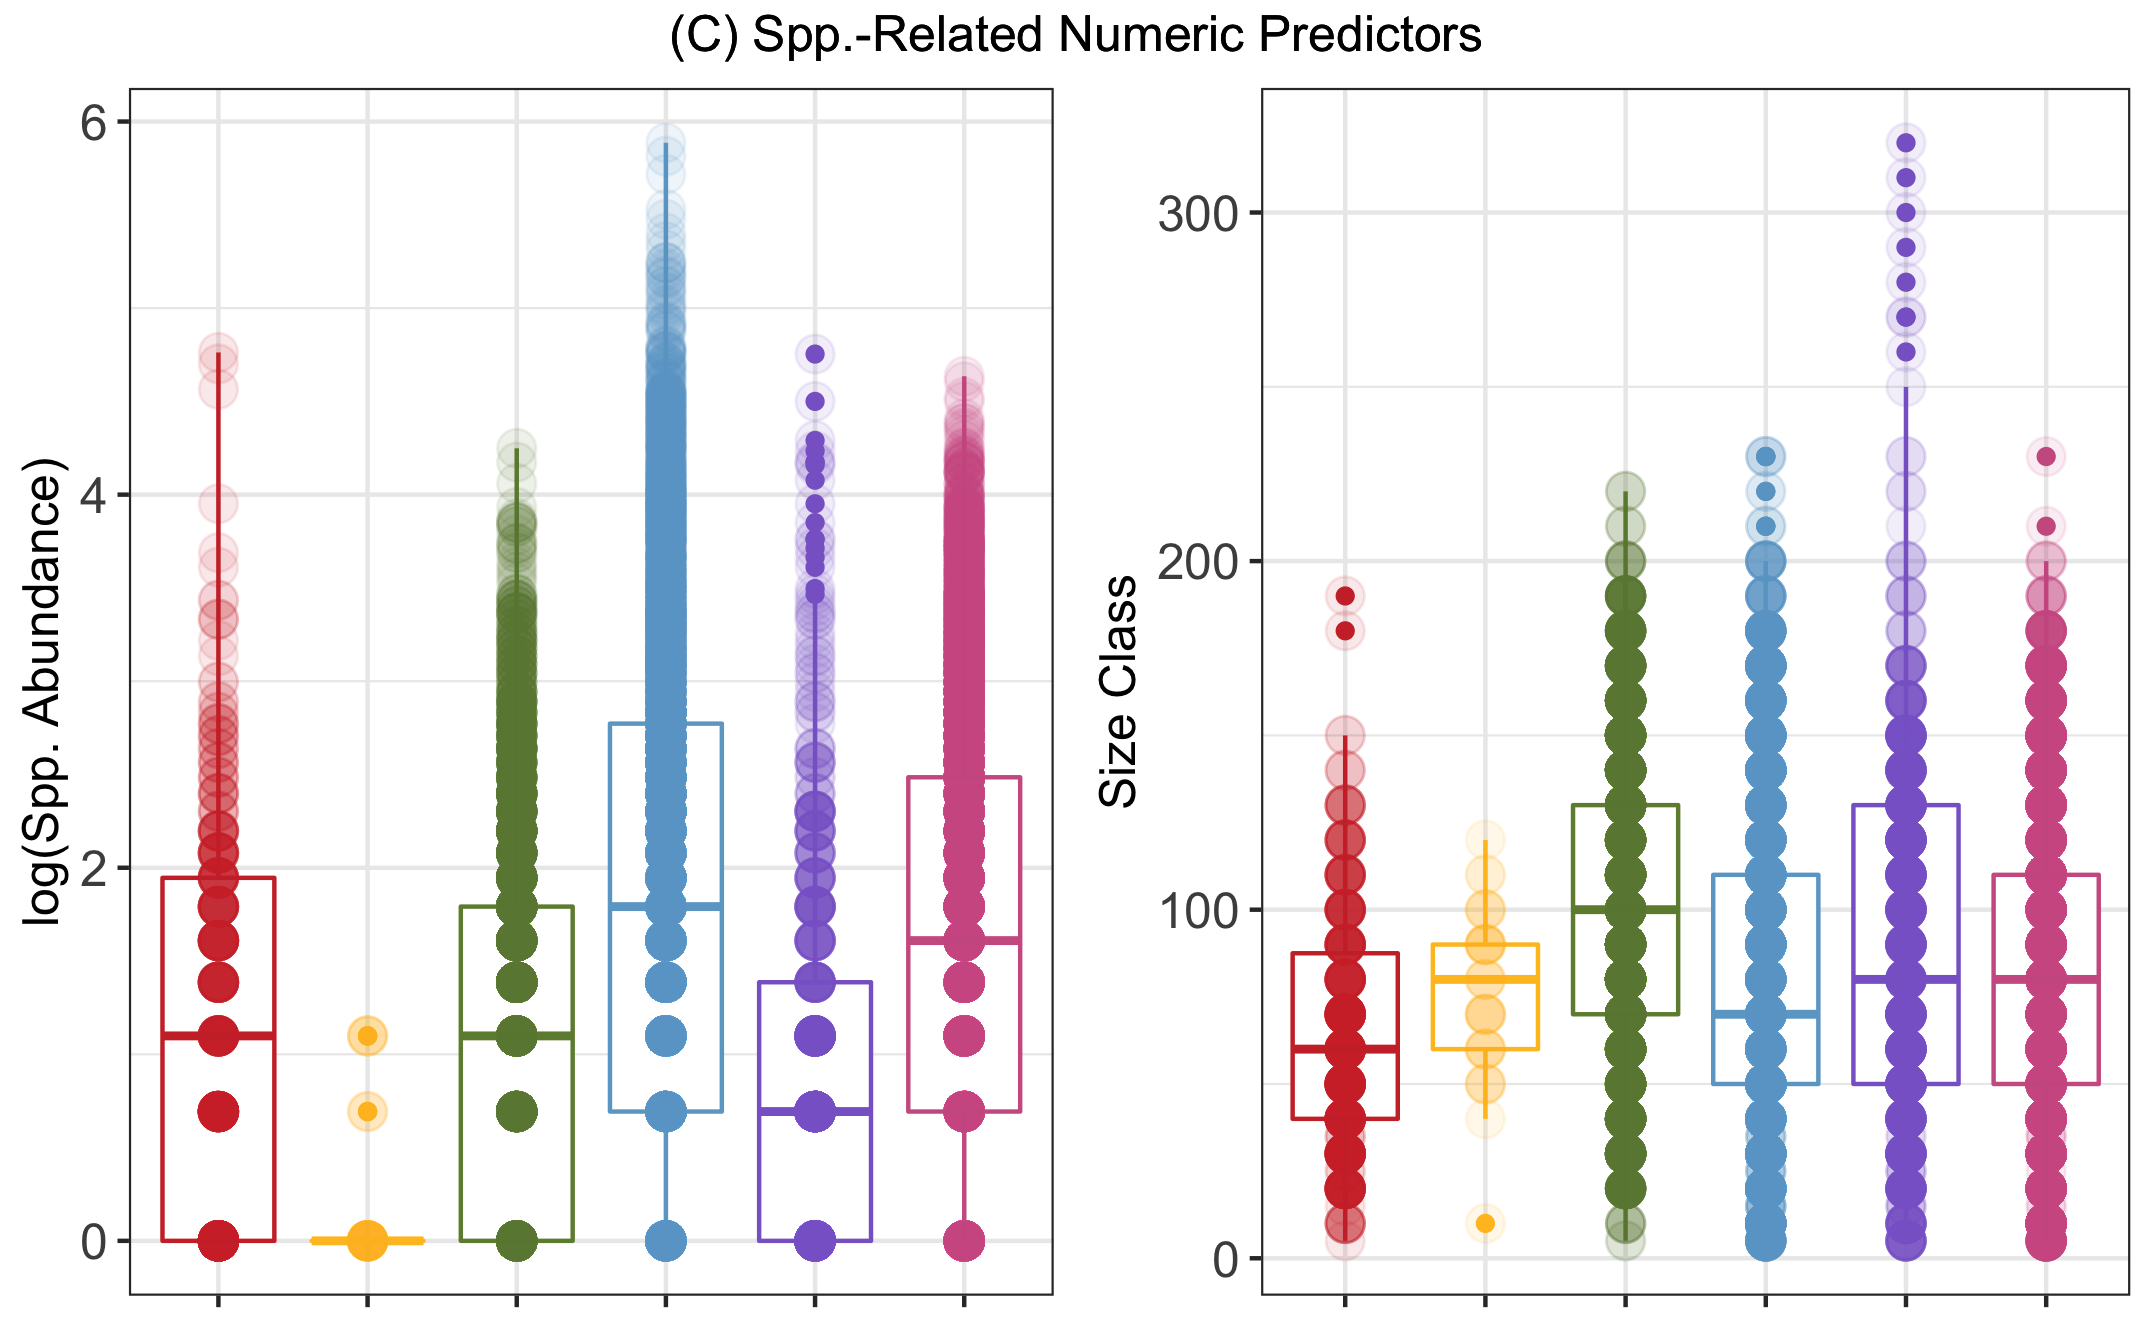 (C) Spp.-Related Numeric Predictors
log(Spp. Abundance)
6
4
2
0
Size Class
300
200
100
0